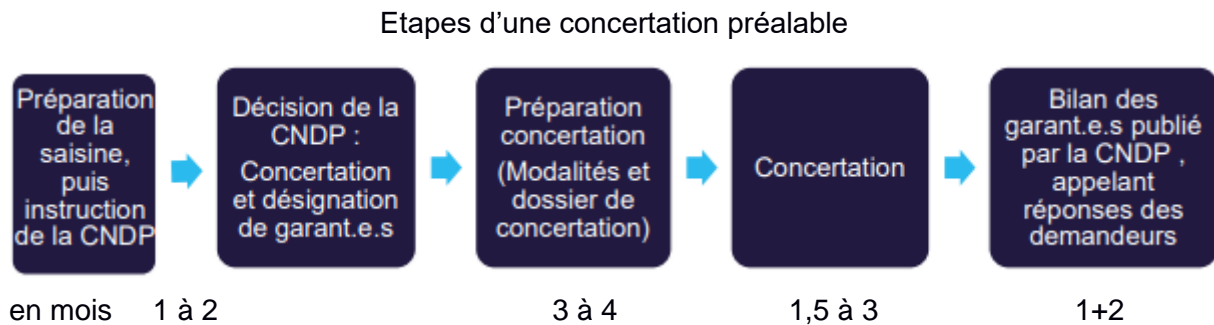 Etapes d'une concertation préalable
Préparation
de la
saisine,
puis
instruction
de la CNDP
Décision de la
CNDP :
Concertation
et désignation
de garant.e.s
Préparation
concertation
(Modalités et
dossier de
concertation)
Concertation
Bilan des
garant.e.s publié
par la CNDP ,
appelant
réponses des
demandeurs
en mois 1 à 2 3 à 4 1,5 à 3 1+2